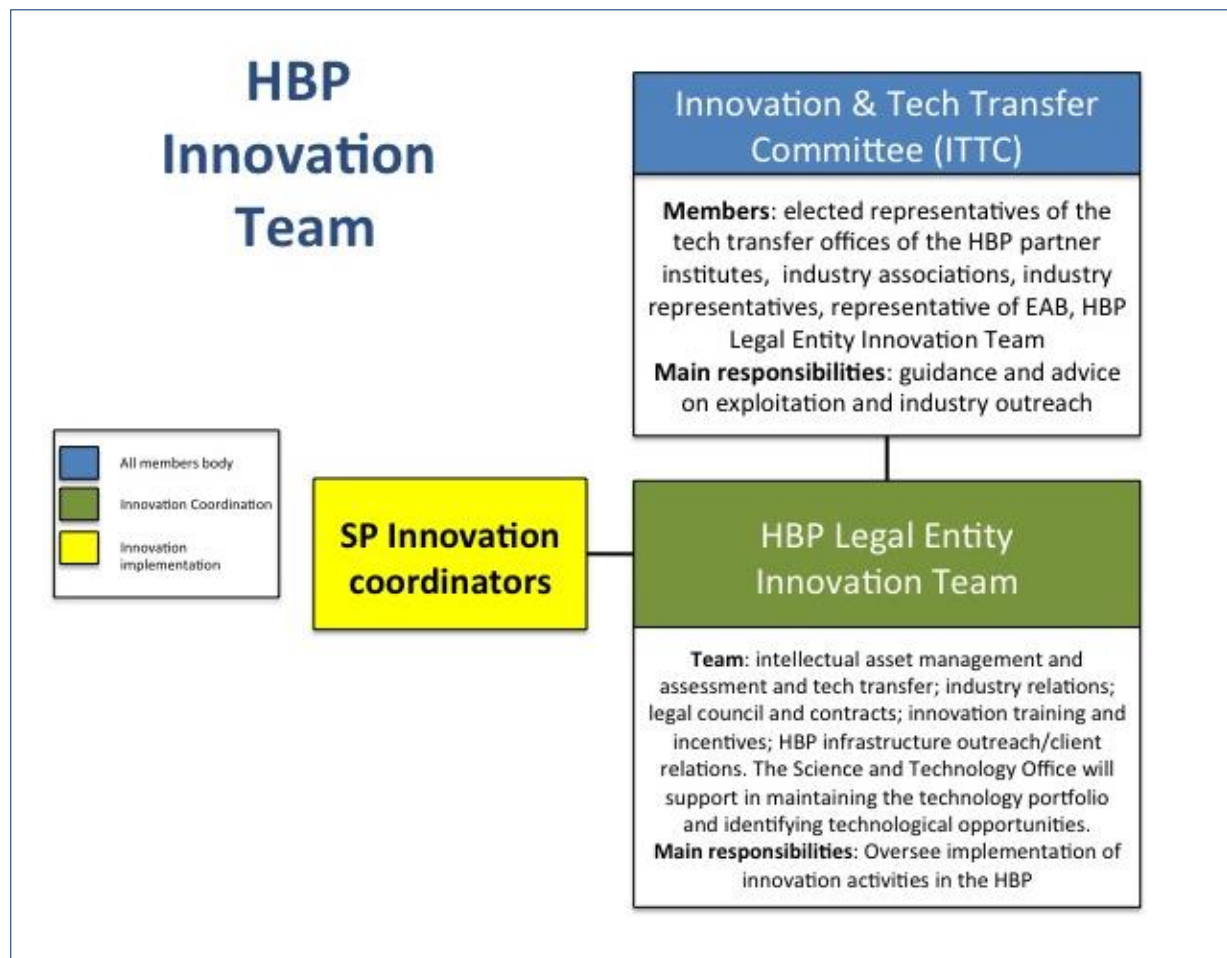 HBP
Innovation
Team
Innovation & Tech Transfer
Committee (ITTC)
Members: elected representatives of the
tech transfer offices of the HBP partner
institutes, industry associations, industry
representatives, representative of EAB, HBP
Legal Entity Innovation Team
Main responsibilities: guidance and advice
on exploitation and industry outreach
All members body
Innovation Coordination
Innovation
implementation
SP Innovation
coordinators
HBP Legal Entity
Innovation Team
Team: intellectual asset management and
assessment and tech transfer; industry relations;
legal council and contracts; innovation training and
incentives; HBP infrastructure outreach/client
relations. The Science and Technology Office will
support in maintaining the technology portfolio
and identifying technological opportunities.
Main responsibilities: Oversee implementation of
innovation activities in the HBP